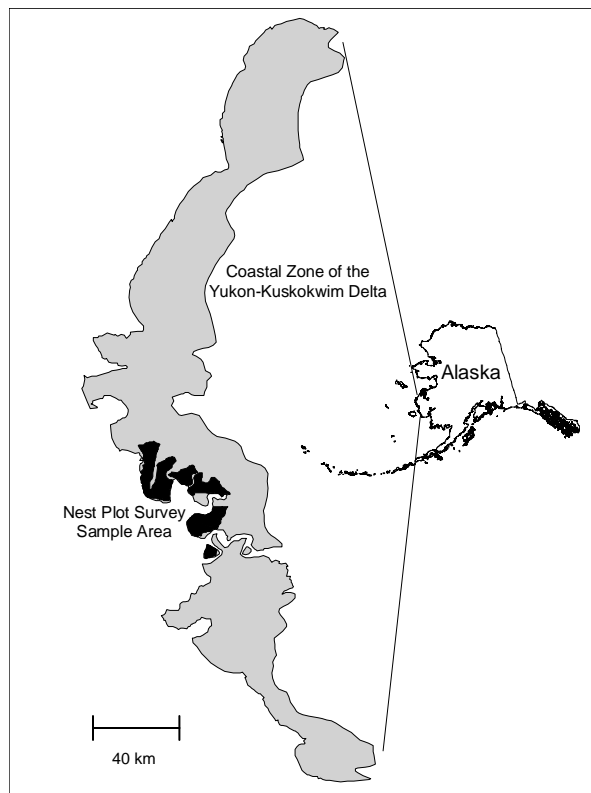 Coastal Zone of the
Yukon-Kuskokwim Delta
Alaska
Nest Plot Survey
Sample Area
40 km